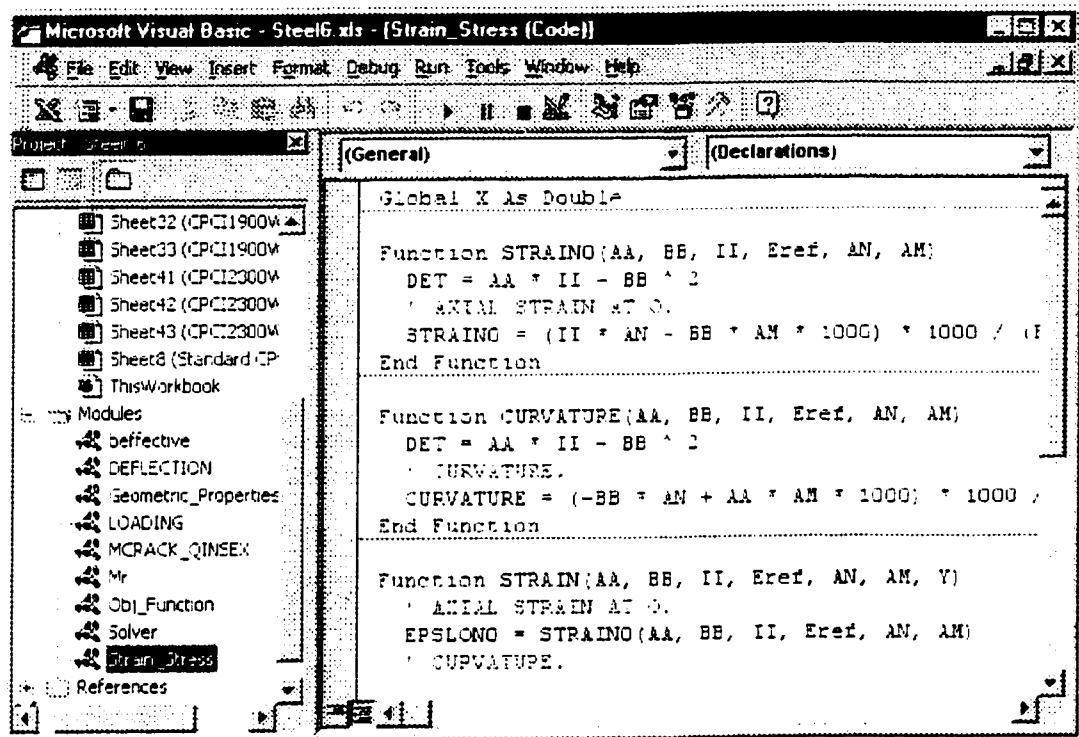 Microsoft Visual Basic - Steel6.xls - [Strain_Stress (Code)]
File Edit View Insert Format Debug Run Tools Window Help
Project
Sheet32 (CPCI1900W
Sheet33 (CPCI1900W
Sheet41 (CPCI2300W
Sheet42 (CPCI2300W
Sheet43 (CPCI2300W
Sheet8 (Standard CP
ThisWorkbook
Modules
beffective
DEFLECTION
Geometric_Properties
LOADING
MCRACK_QINSEX
Mr
Obj_Function
Solver
Strain_Stress
References
(General)
(Declarations)
Global X As Double
Function STRAINO(AA, BB, II, Eref, AN, AM)
DET = AA * II - BB ^ 2
' AXIAL STRAIN AT O.
STRAINO = (II * AN - BB * AM * 1000) * 1000 / (E
End Function
Function CURVATURE(AA, BB, II, Eref, AN, AM)
DET = AA * II - BB ^ 2
' CURVATURE.
CURVATURE = (-BB * AN + AA * AM * 1000) * 1000 /
End Function
Function STRAIN(AA, BB, II, Eref, AN, AM, Y)
' AXIAL STRAIN AT O.
EPSLONO = STRAINO(AA, BB, II, Eref, AN, AM)
' CURVATURE.